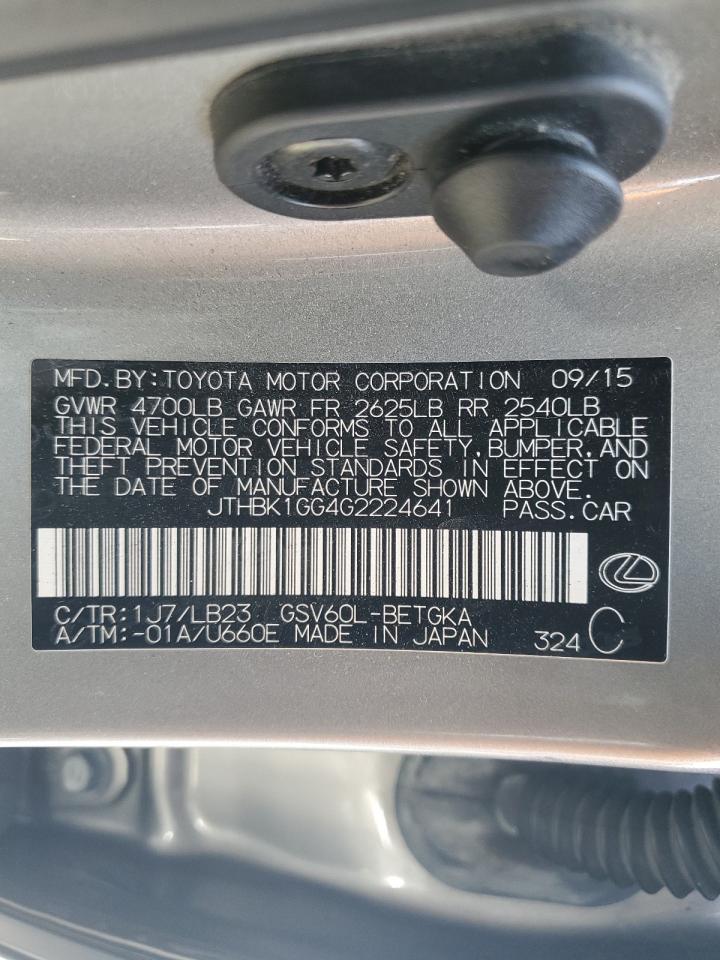 MFD.BY:TOYOTA MOTOR CORPORATION 09/15
GVWR 4700LB GAWR FR 2625LB RR 2540LB
THIS VEHICLE CONFORMS TO ALL APPLICABLE
FEDERAL MOTOR VEHICLE SAFETY,BUMPER,AND
THEFT PREVENTION STANDARDS IN EFFECT ON
THE DATE OF MANUFACTURE SHOWN ABOVE.
JTHBK1GG4G2224641 PASS.CAR
C/TR:1J7/LB23 GSV60L-BETGKA
A/TM:-01A/U660E MADE IN JAPAN 324 C